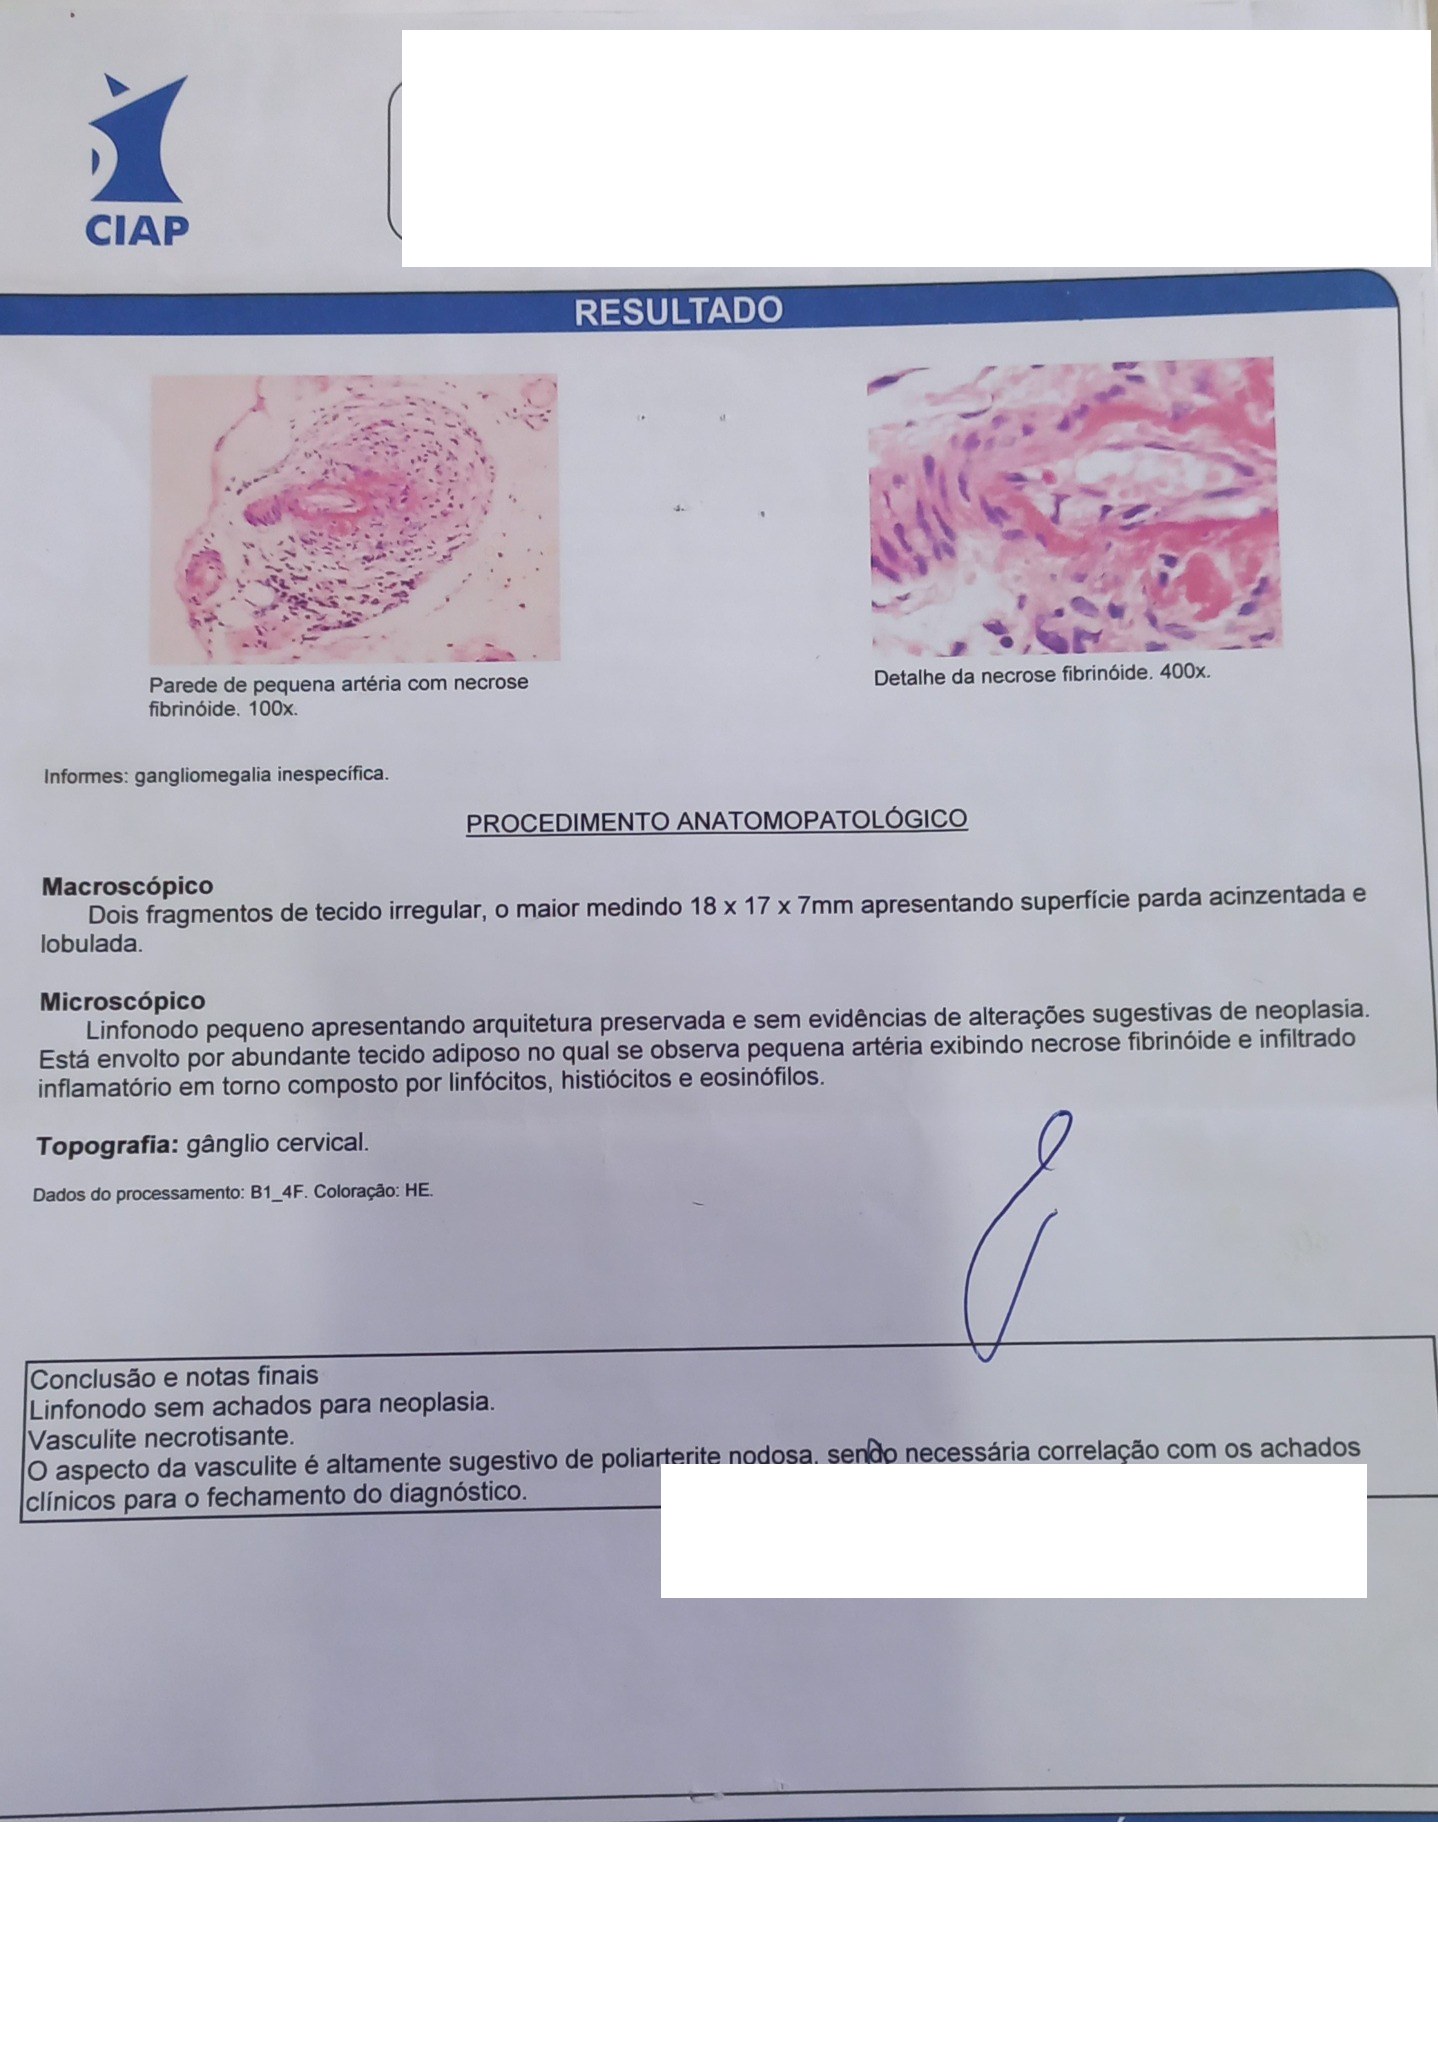 CIAP
RESULTADO
Parede de pequena artéria com necrose
fibrinóide. 100x.
Detalhe da necrose fibrinóide. 400x.
Informes: gangliomegalia inespecífica.
PROCEDIMENTO ANATOMOPATOLÓGICO
Macroscópico
Dois fragmentos de tecido irregular, o maior medindo 18 x 17 x 7mm apresentando superfície parda acinzentada e
lobulada.
Microscópico
Linfonodo pequeno apresentando arquitetura preservada e sem evidências de alterações sugestivas de neoplasia.
Está envolto por abundante tecido adiposo no qual se observa pequena artéria exibindo necrose fibrinóide e infiltrado
inflamatório em torno composto por linfócitos, histiócitos e eosinófilos.
Topografia: gânglio cervical.
Dados do processamento: B1_4F. Coloração: HE.
Conclusão e notas finais
Linfonodo sem achados para neoplasia.
Vasculite necrotisante.
O aspecto da vasculite é altamente sugestivo de poliarterite nodosa, sendo necessária correlação com os achados
clínicos para o fechamento do diagnóstico.